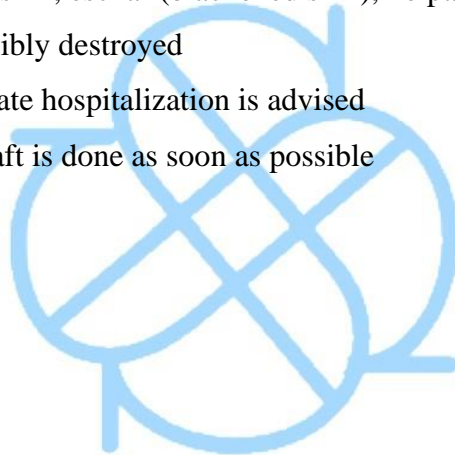 ibly destroyed
ate hospitalization is advised
aft is done as soon as possible